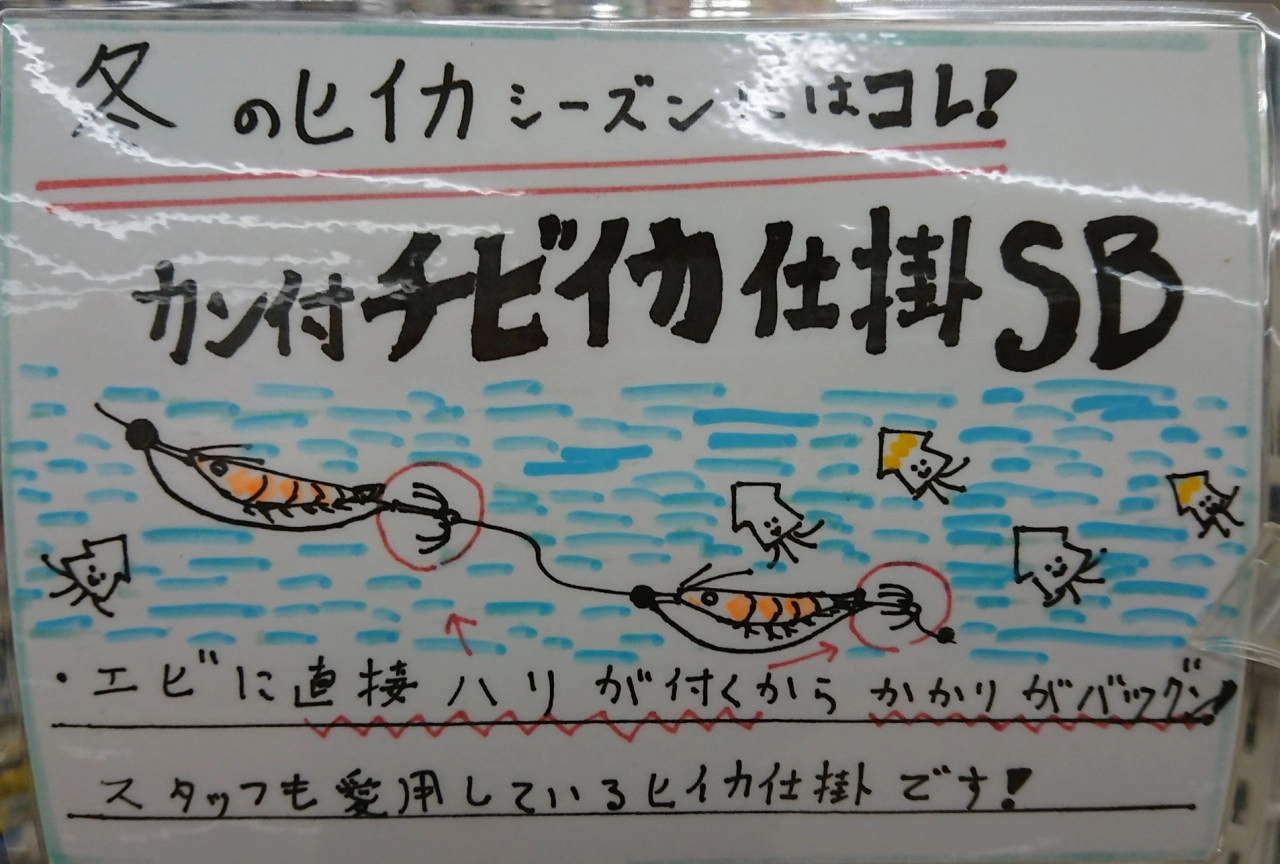 冬のヒイカシーズンにはコレ!
カン付チビイカ仕掛SB
・エビに直接ハリが付くからかかりがバツグン!
スタッフも愛用しているヒイカ仕掛です!